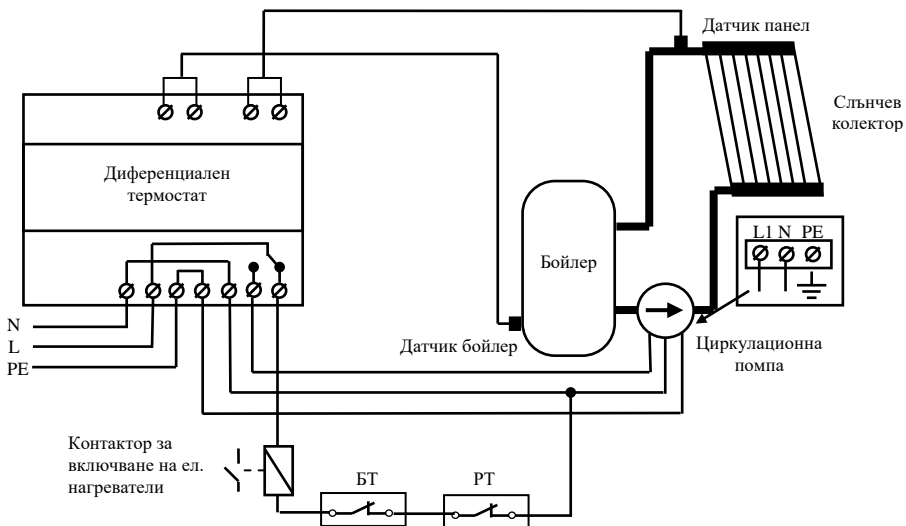 Датчик панел
Слънчев
колектор
Диференциален
термостат
L1 N PE
Бойлер
N
L
PE
Датчик бойлер
Циркулационна
помпа
Контактор за
включване на ел.
нагреватели
БТ
РТ